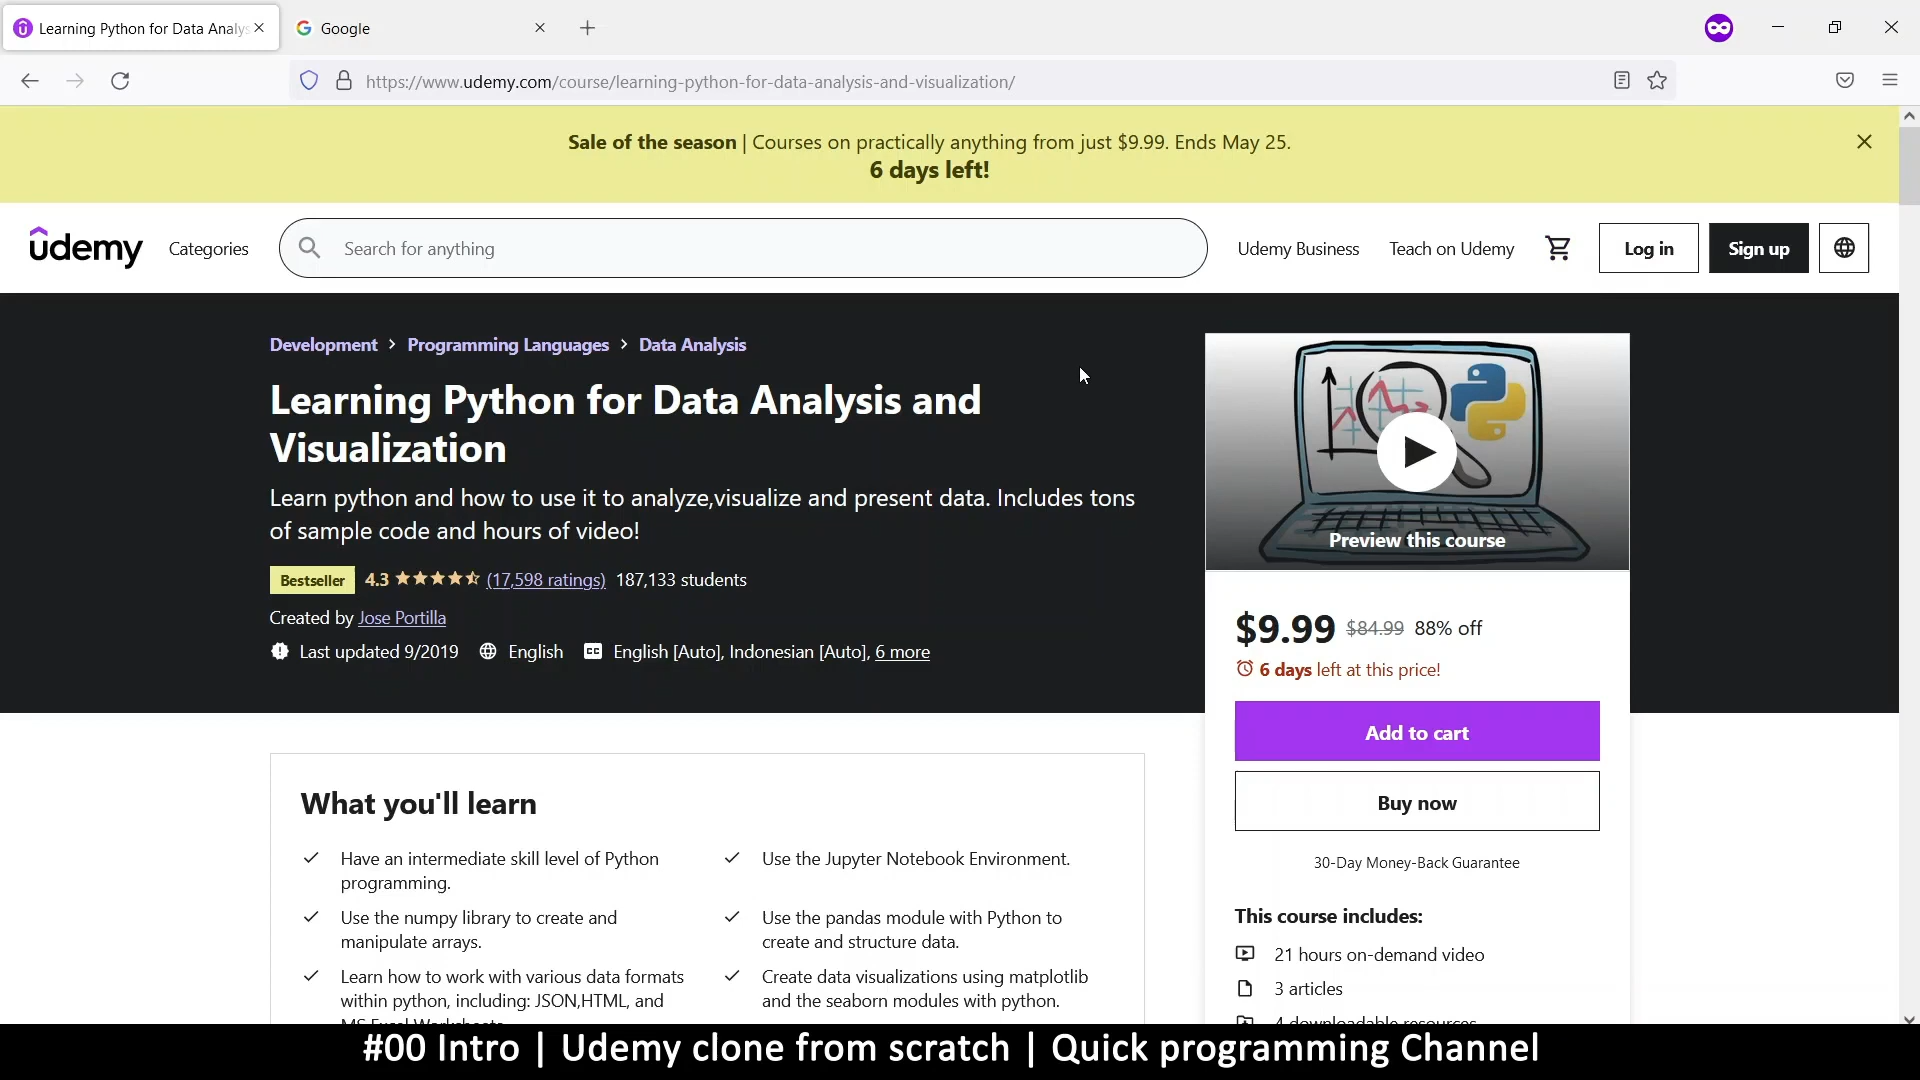 Learning Python for Data Analys
Google
https://www.udemy.com/course/learning-python-for-data-analysis-and-visualization/
Sale of the season | Courses on practically anything from just $9.99. Ends May 25.
6 days left!
ûdemy
Categories
Search for anything
Udemy Business
Teach on Udemy
Log in
Sign up
Development > Programming Languages > Data Analysis
Learning Python for Data Analysis and
Visualization
Learn python and how to use it to analyze,visualize and present data. Includes tons
of sample code and hours of video!
Bestseller 4.3 (17,598 ratings) 187,133 students
Created by Jose Portilla
Last updated 9/2019 English CC English [Auto], Indonesian [Auto], 6 more
Preview this course
$9.99 $84.99 88% off
6 days left at this price!
Add to cart
Buy now
30-Day Money-Back Guarantee
This course includes:
21 hours on-demand video
3 articles
4 downloadable resources
What you'll learn
Have an intermediate skill level of Python
programming.
Use the Jupyter Notebook Environment.
Use the numpy library to create and
manipulate arrays.
Use the pandas module with Python to
create and structure data.
Learn how to work with various data formats
within python, including: JSON,HTML, and
MS Excel Worksheets.
Create data visualizations using matplotlib
and the seaborn modules with python.
#00 Intro | Udemy clone from scratch | Quick programming Channel